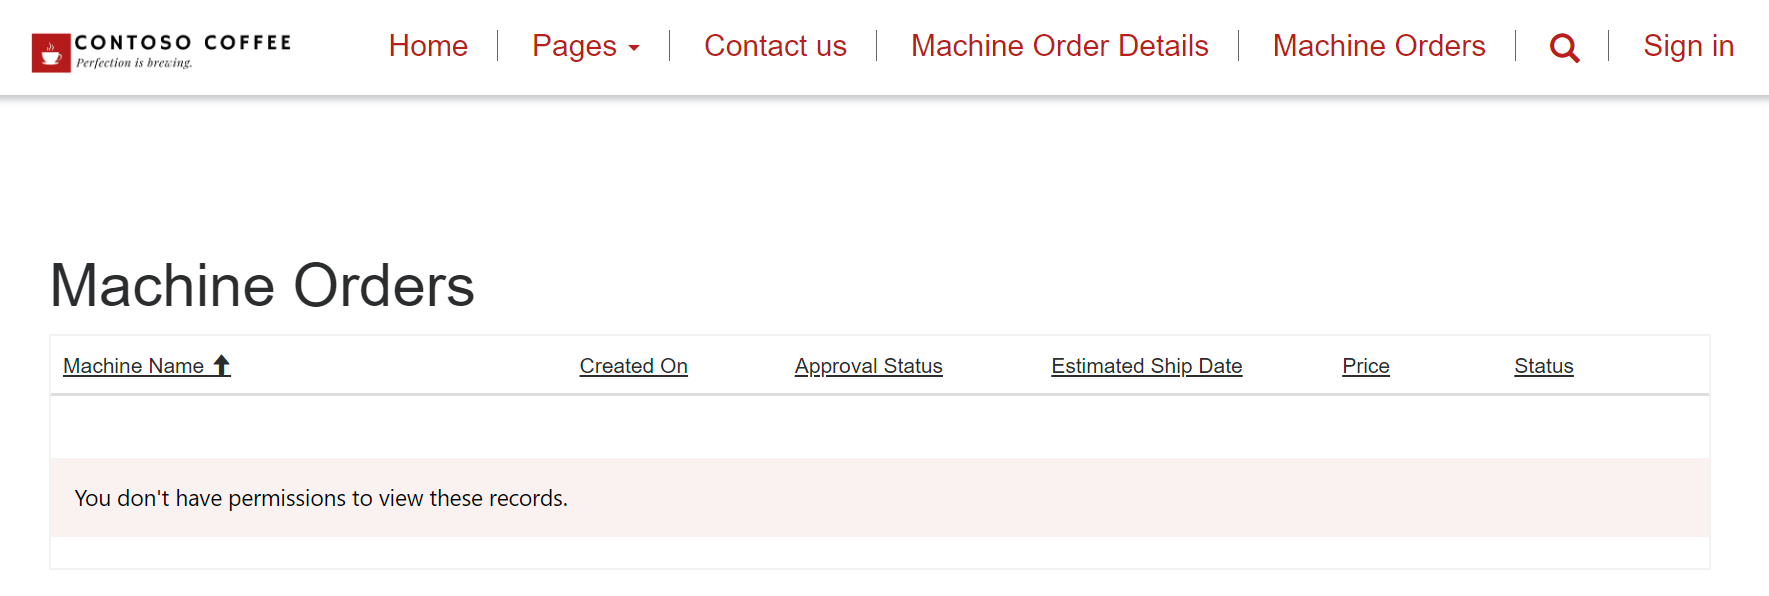 CONTOSO COFFEE
Perfection is brewing.
Home Pages Contact us Machine Order Details Machine Orders Sign in
Machine Orders
Machine Name Created On Approval Status Estimated Ship Date Price Status
You don't have permissions to view these records.